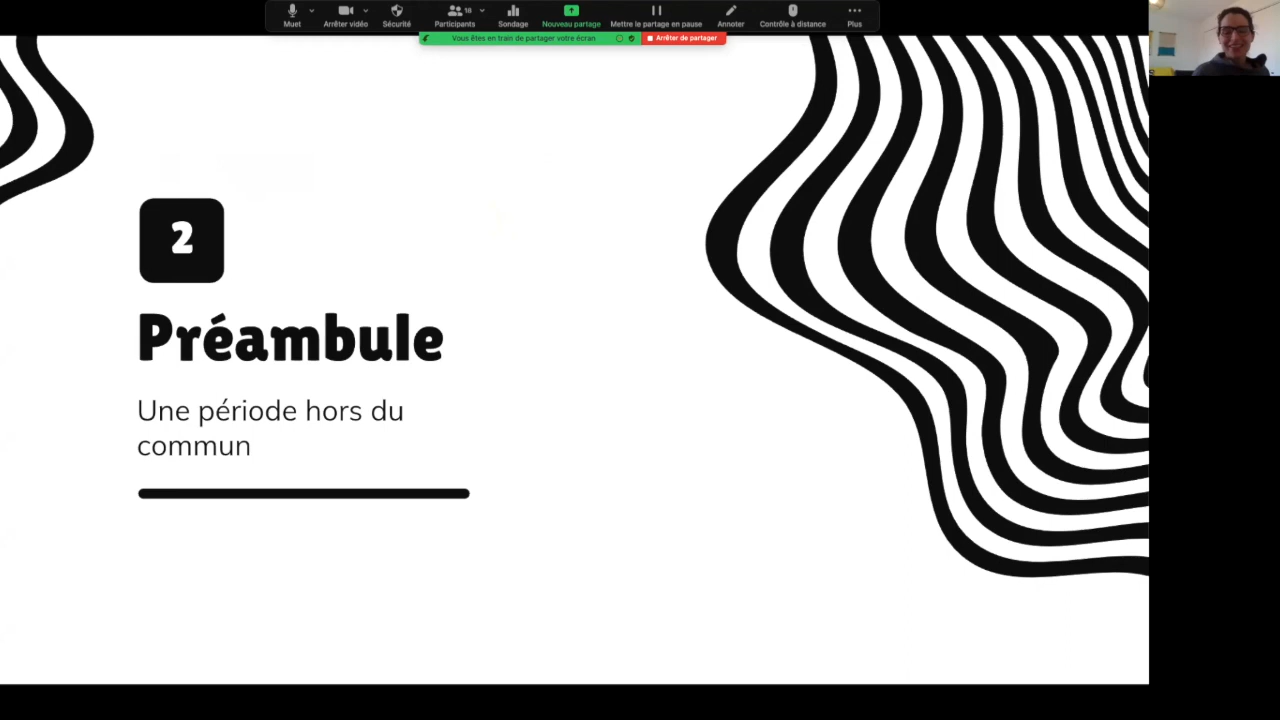 Muet
Arrêter vidéo
Sécurité
18
Participants
Sondage
Nouveau partage
Mettre le partage en pause
Annoter
Contrôle à distance
Plus
Vous êtes en train de partager votre écran
Arrêter de partager
2
Préambule
Une période hors du
commun